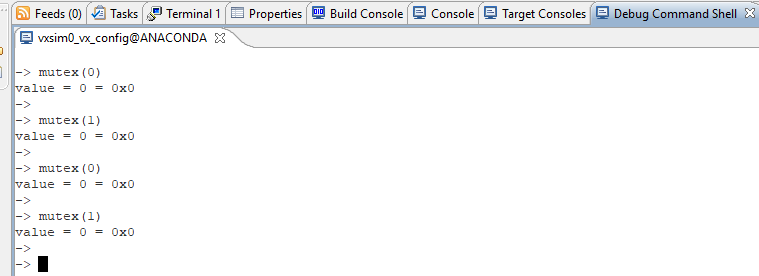 Feeds (0) Tasks Terminal 1 Properties Build Console Console Target Consoles Debug Command Shell
vxsim0_vx_config@ANACONDA
-> mutex(0)
value = 0 = 0x0
->
-> mutex(1)
value = 0 = 0x0
->
-> mutex(0)
value = 0 = 0x0
->
-> mutex(1)
value = 0 = 0x0
->
->